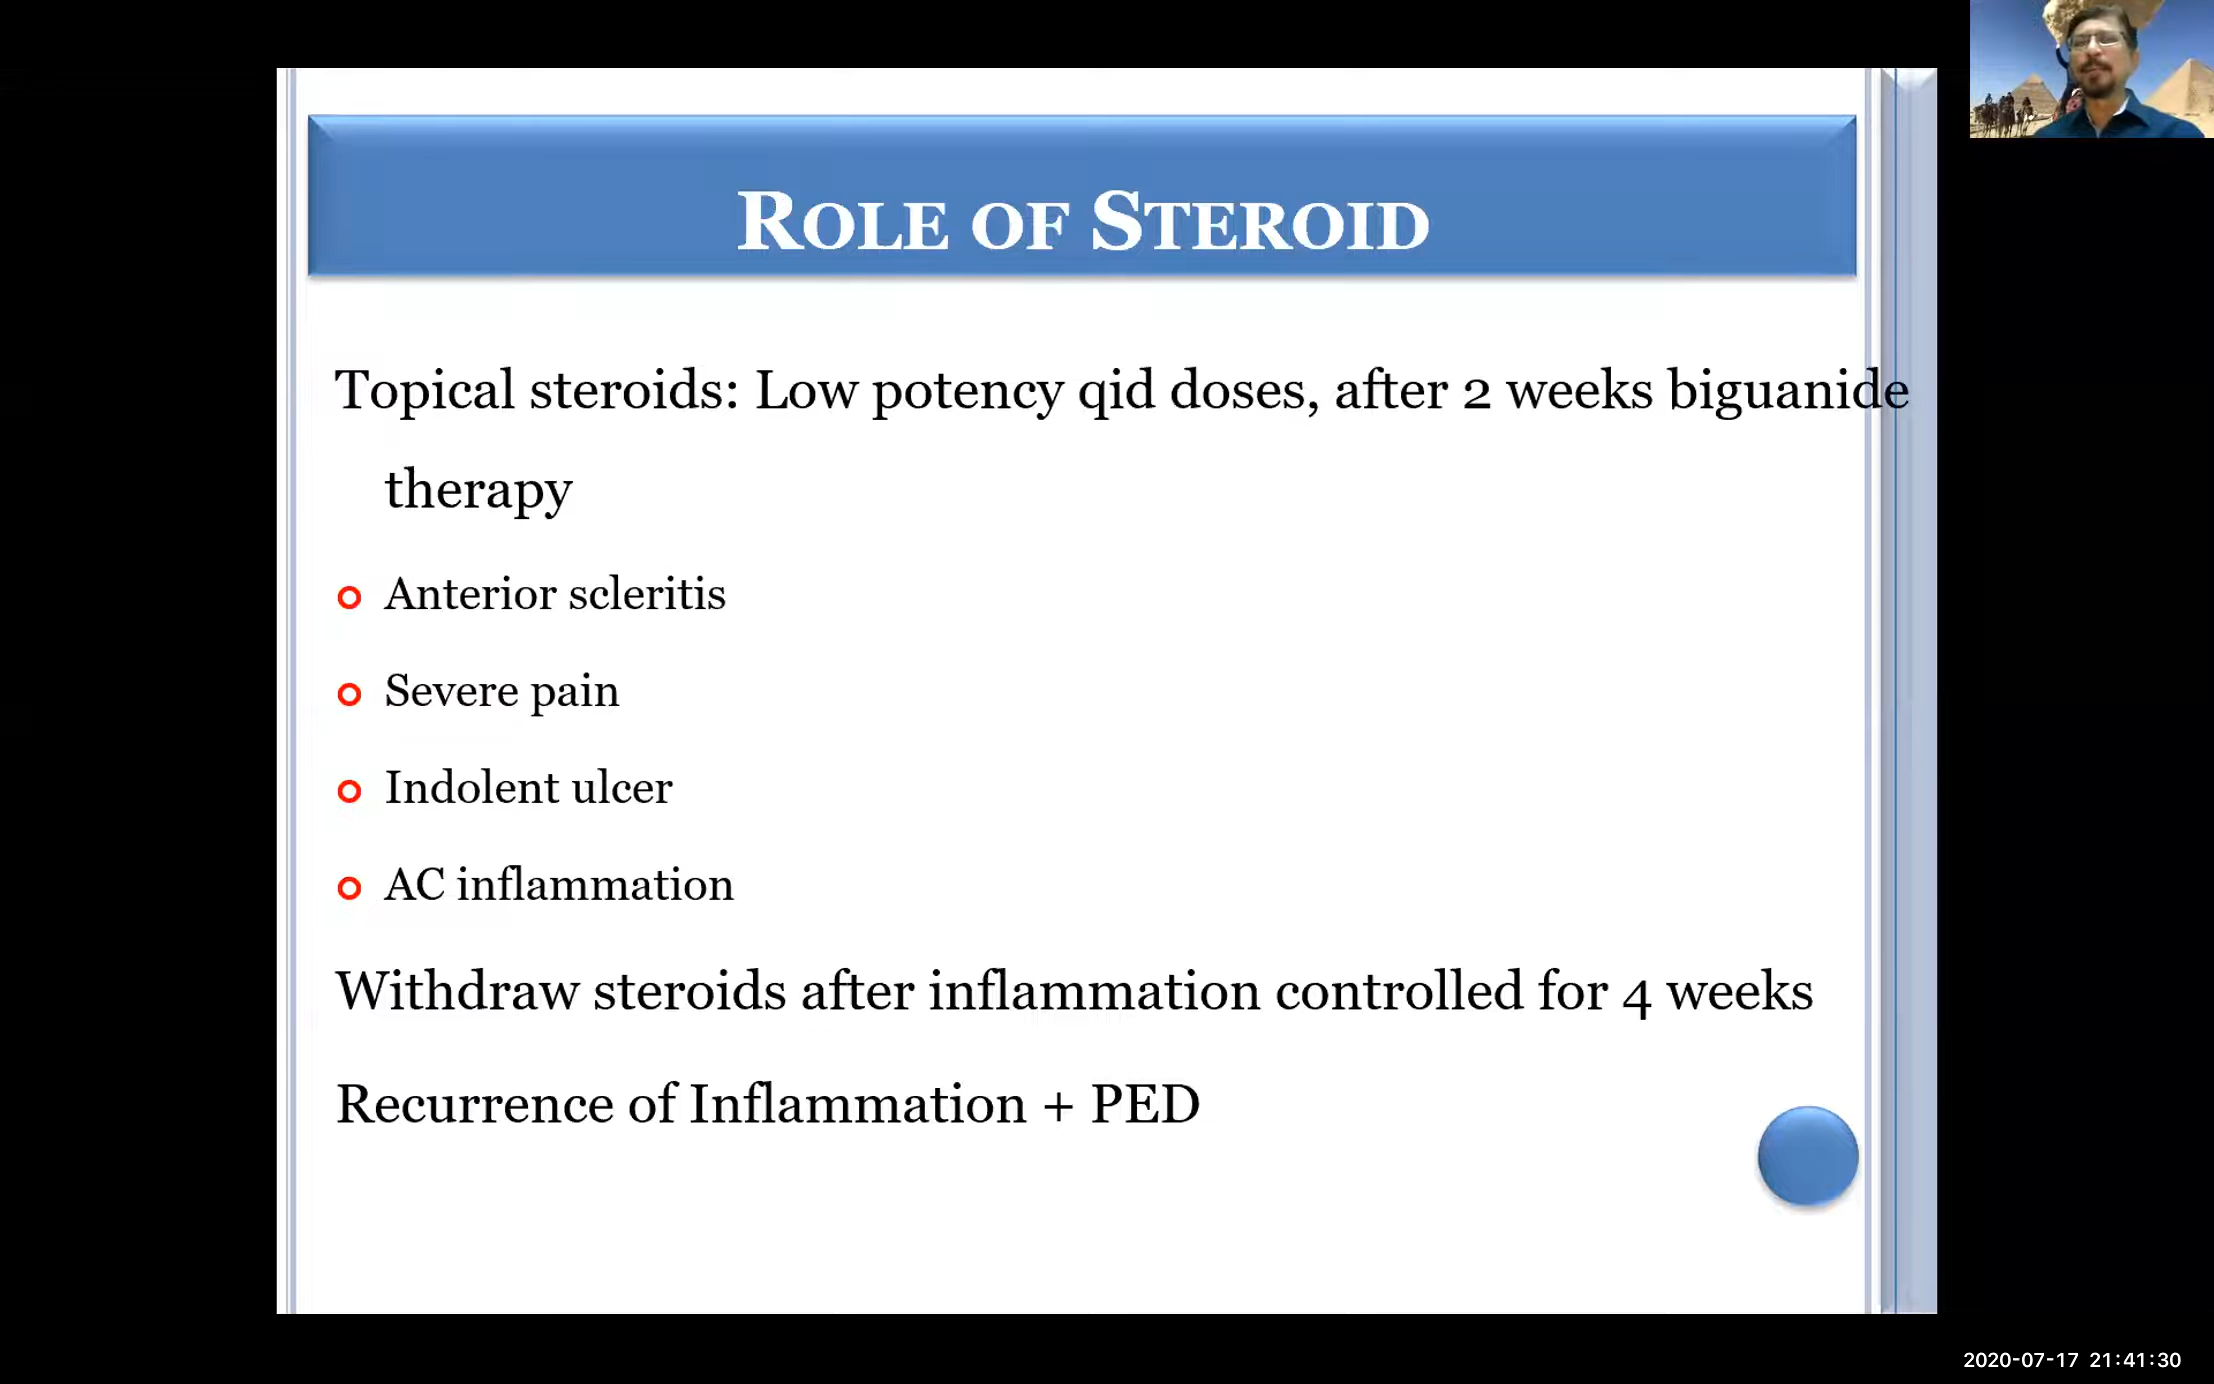 ROLE OF STEROID
Topical steroids: Low potency qid doses, after 2 weeks biguanide
therapy
Anterior scleritis
Severe pain
Indolent ulcer
AC inflammation
Withdraw steroids after inflammation controlled for 4 weeks
Recurrence of Inflammation + PED
2020-07-17 21:41:30